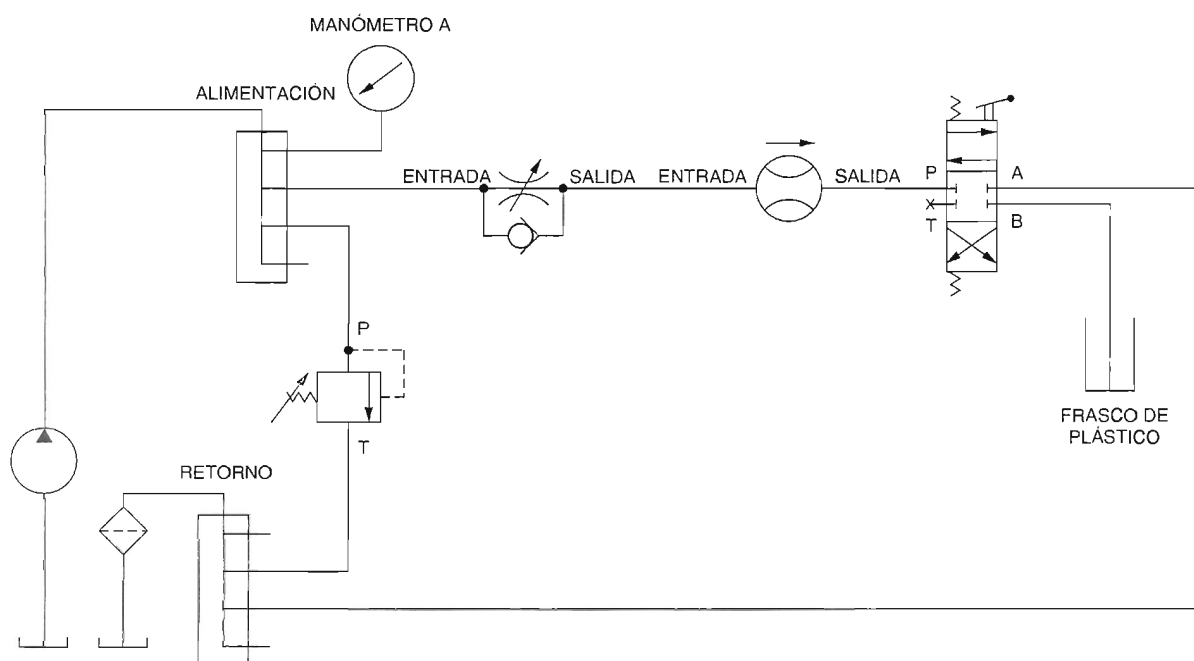 MANÓMETRO A
ALIMENTACIÓN
ENTRADA
SALIDA
ENTRADA
SALIDA
P
A
T
B
P
T
FRASCO DE
PLÁSTICO
RETORNO